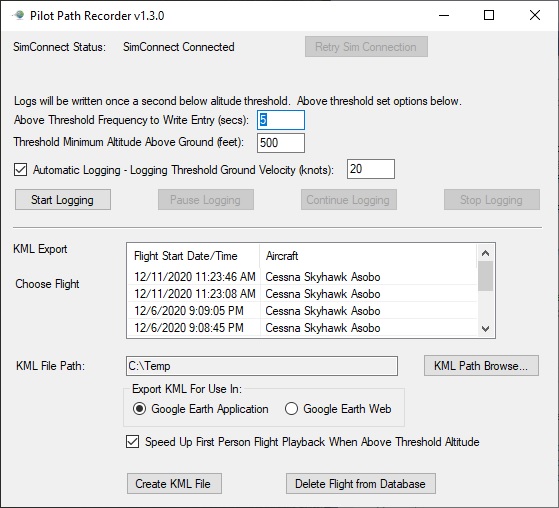 Pilot Path Recorder v1.3.0
SimConnect Status: SimConnect Connected Retry Sim Connection
Logs will be written once a second below alitude threshold. Above threshold set options below.
Above Threshold Frequency to Write Entry (secs): 5
Threshold Minimum Altitude Above Ground (feet): 500
Automatic Logging - Logging Threshold Ground Velocity (knots): 20
Start Logging Pause Logging Continue Logging Stop Logging
KML Export
Choose Flight
Flight Start Date/Time Aircraft
12/11/2020 11:23:46 AM Cessna Skyhawk Asobo
12/11/2020 11:23:08 AM Cessna Skyhawk Asobo
12/6/2020 9:09:05 PM Cessna Skyhawk Asobo
12/6/2020 9:08:45 PM Cessna Skyhawk Asobo
KML File Path: C:\Temp KML Path Browse...
Export KML For Use In:
Google Earth Application Google Earth Web
Speed Up First Person Flight Playback When Above Threshold Altitude
Create KML File Delete Flight from Database